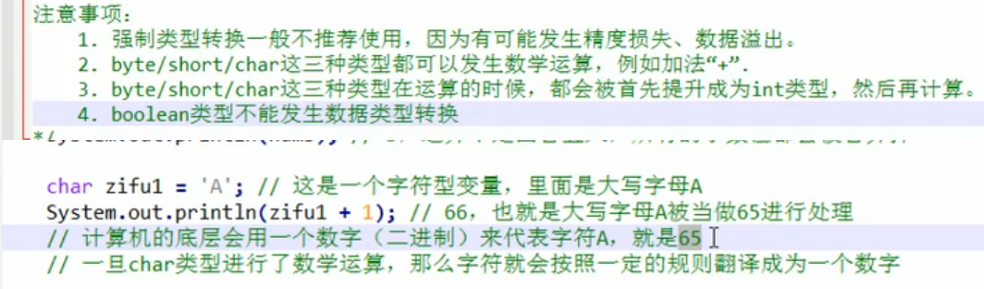 注意事项：
1. 强制类型转换一般不推荐使用，因为有可能发生精度损失、数据溢出。
2. byte/short/char这三种类型都可以发生数学运算，例如加法“+”.
3. byte/short/char这三种类型在运算的时候，都会被首先提升成为int类型，然后再计算。
4. boolean类型不能发生数据类型转换
*/
char zifu1 = 'A'; // 这是一个字符型变量，里面是大写字母A
System.out.println(zifu1 + 1); // 66，也就是大写字母A被当做65进行处理
// 计算机的底层会用一个数字（二进制）来代表字符A，就是65
// 一旦char类型进行了数学运算，那么字符就会按照一定的规则翻译成为一个数字